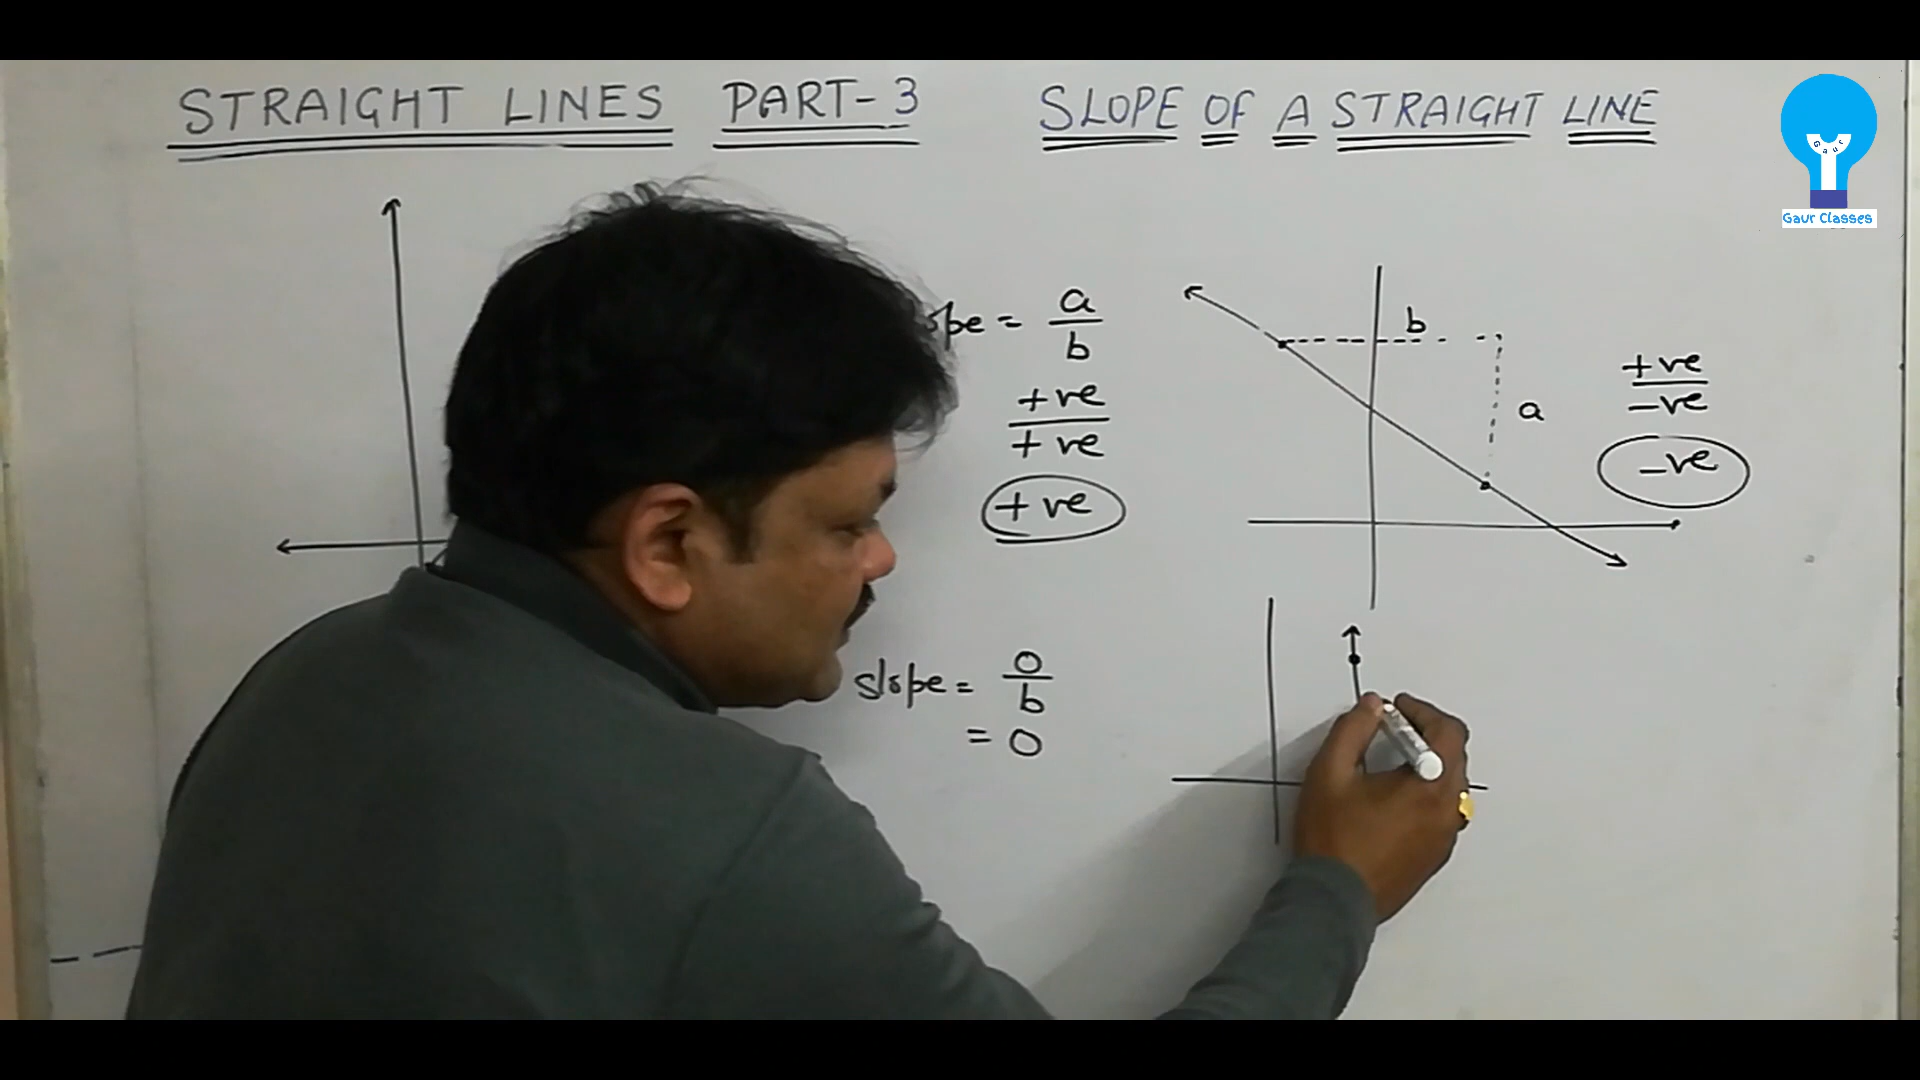 STRAIGHT LINES PART-3 SLOPE OF A STRAIGHT LINE
Gaur
Gaur Classes
= a/b
+ve/+ve
+ve
b
a
+ve/-ve
-ve
slope = 0/b
= 0